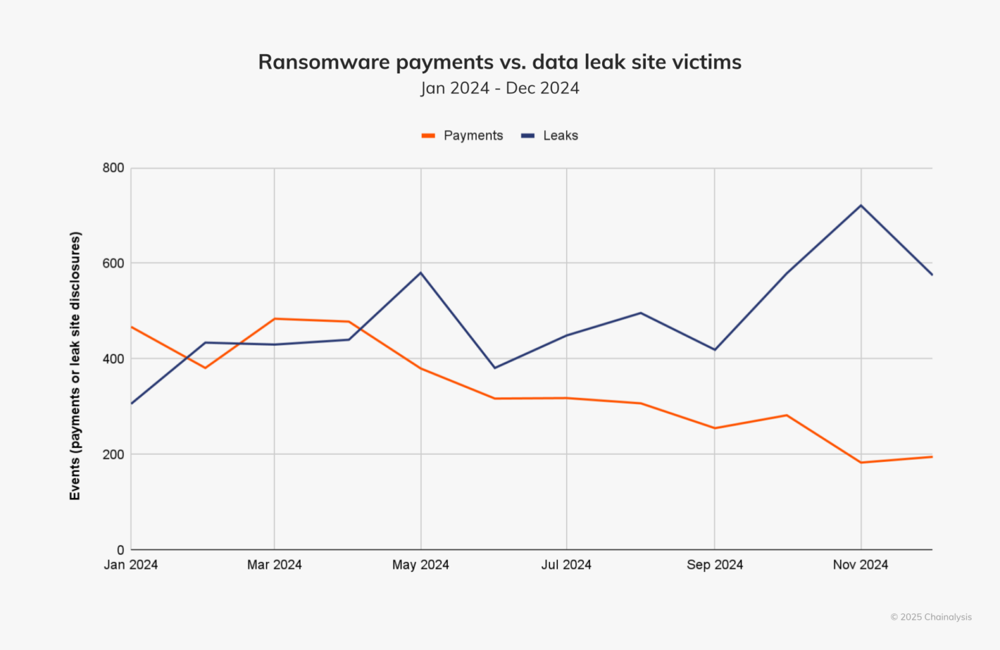 Ransomware payments vs. data leak site victims
Jan 2024 - Dec 2024
Payments
Leaks
Events (payments or leak site disclosures)
800
600
400
200
0
Jan 2024
Mar 2024
May 2024
Jul 2024
Sep 2024
Nov 2024
© 2025 Chainalysis